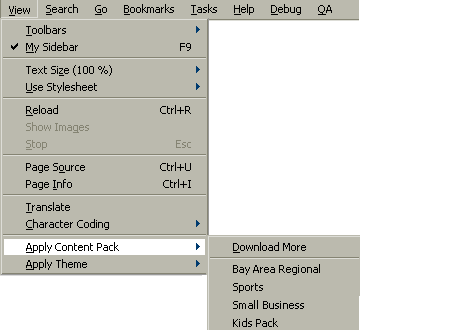 View Search Go Bookmarks Tasks Help Debug QA
Toolbars
My Sidebar F9
Text Size (100 %)
Use Stylesheet
Reload Ctrl+R
Show Images
Stop Esc
Page Source Ctrl+U
Page Info Ctrl+I
Translate
Character Coding
Apply Content Pack
Apply Theme
Download More
Bay Area Regional
Sports
Small Business
Kids Pack